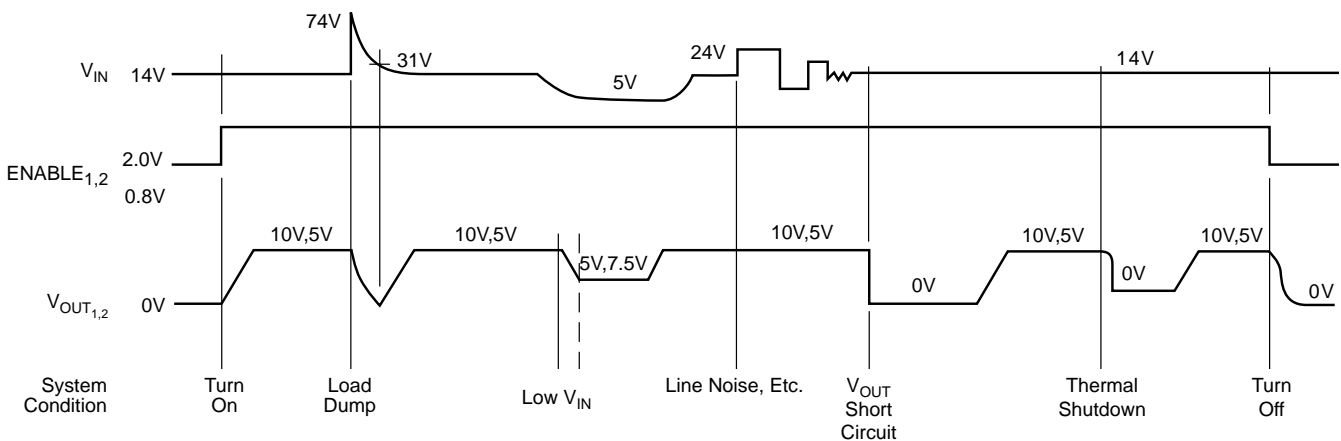 74V
31V
24V
V_IN 14V
5V
14V
2.0V
ENABLE_1,2
0.8V
10V,5V 10V,5V 10V,5V 10V,5V 10V,5V
5V,7.5V
0V
V_OUT1,2 0V
0V
0V
System Condition
Turn On
Load Dump
Low V_IN
Line Noise, Etc.
V_OUT Short Circuit
Thermal Shutdown
Turn Off